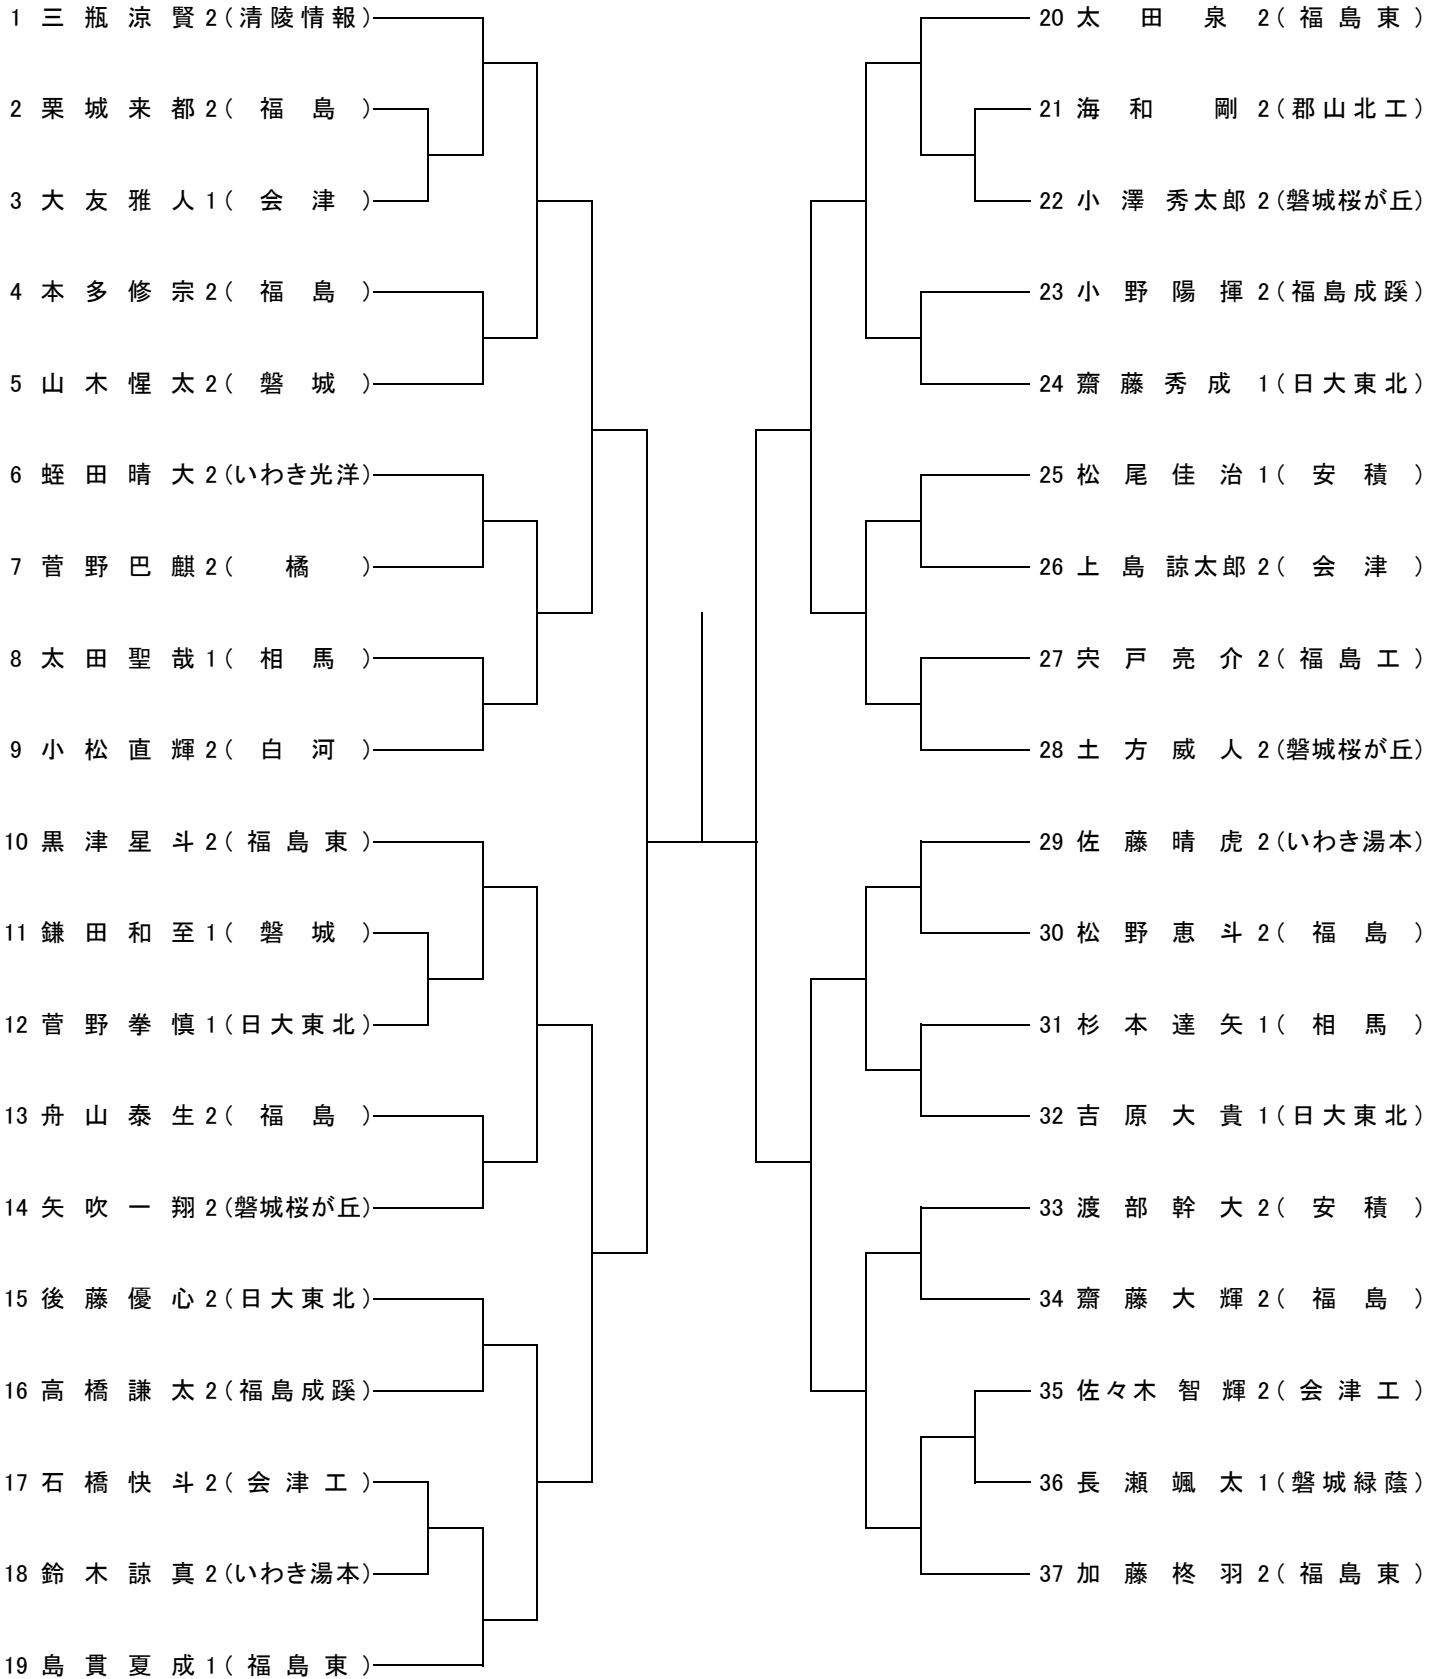 1 三瓶涼賢 2 (清陵情報)
2 栗城来都 2 (福島)
3 大友雅人 1 (会津)
4 本多修宗 2 (福島)
5 山木惺太 2 (磐城)
6 蛭田晴大 2 (いわき光洋)
7 菅野巴麒 2 (橘)
8 太田聖哉 1 (相馬)
9 小松直輝 2 (白河)
10 黒津星斗 2 (福島東)
11 鎌田和至 1 (磐城)
12 菅野拳慎 1 (日大東北)
13 舟山泰生 2 (福島)
14 矢吹一翔 2 (磐城桜が丘)
15 後藤優心 2 (日大東北)
16 高橋謙太 2 (福島成蹊)
17 石橋快斗 2 (会津工)
18 鈴木諒真 2 (いわき湯本)
19 島貫夏成 1 (福島東)
20 太田泉 2 (福島東)
21 海和剛 2 (郡山北工)
22 小澤秀太郎 2 (磐城桜が丘)
23 小野陽揮 2 (福島成蹊)
24 齋藤秀成 1 (日大東北)
25 松尾佳治 1 (安積)
26 上島諒太郎 2 (会津)
27 宍戸亮介 2 (福島工)
28 土方威人 2 (磐城桜が丘)
29 佐藤晴虎 2 (いわき湯本)
30 松野恵斗 2 (福島)
31 杉本達矢 1 (相馬)
32 吉原大貴 1 (日大東北)
33 渡部幹大 2 (安積)
34 齋藤大輝 2 (福島)
35 佐々木智輝 2 (会津工)
36 長瀬颯太 1 (磐城緑蔭)
37 加藤柊羽 2 (福島東)